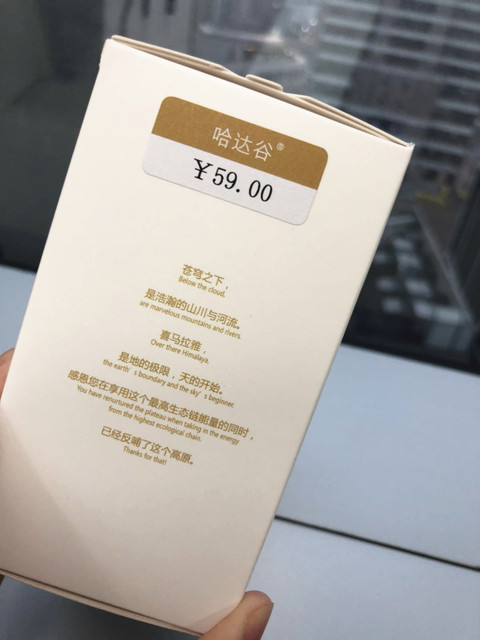 哈达谷®
￥59.00
苍穹之下，
Below the cloud,
是浩瀚的山川与河流。
are marvelous mountains and rivers.
喜马拉雅，
Over there Himalaya,
是地的极限，天的开始。
the earth's boundary and the sky's beginner.
感恩您在享用这个最高生态链能量的同时，
You have renurtured the plateau when taking in the energy
from the highest ecological chain.
已经反哺了这个高原。
Thanks for that!